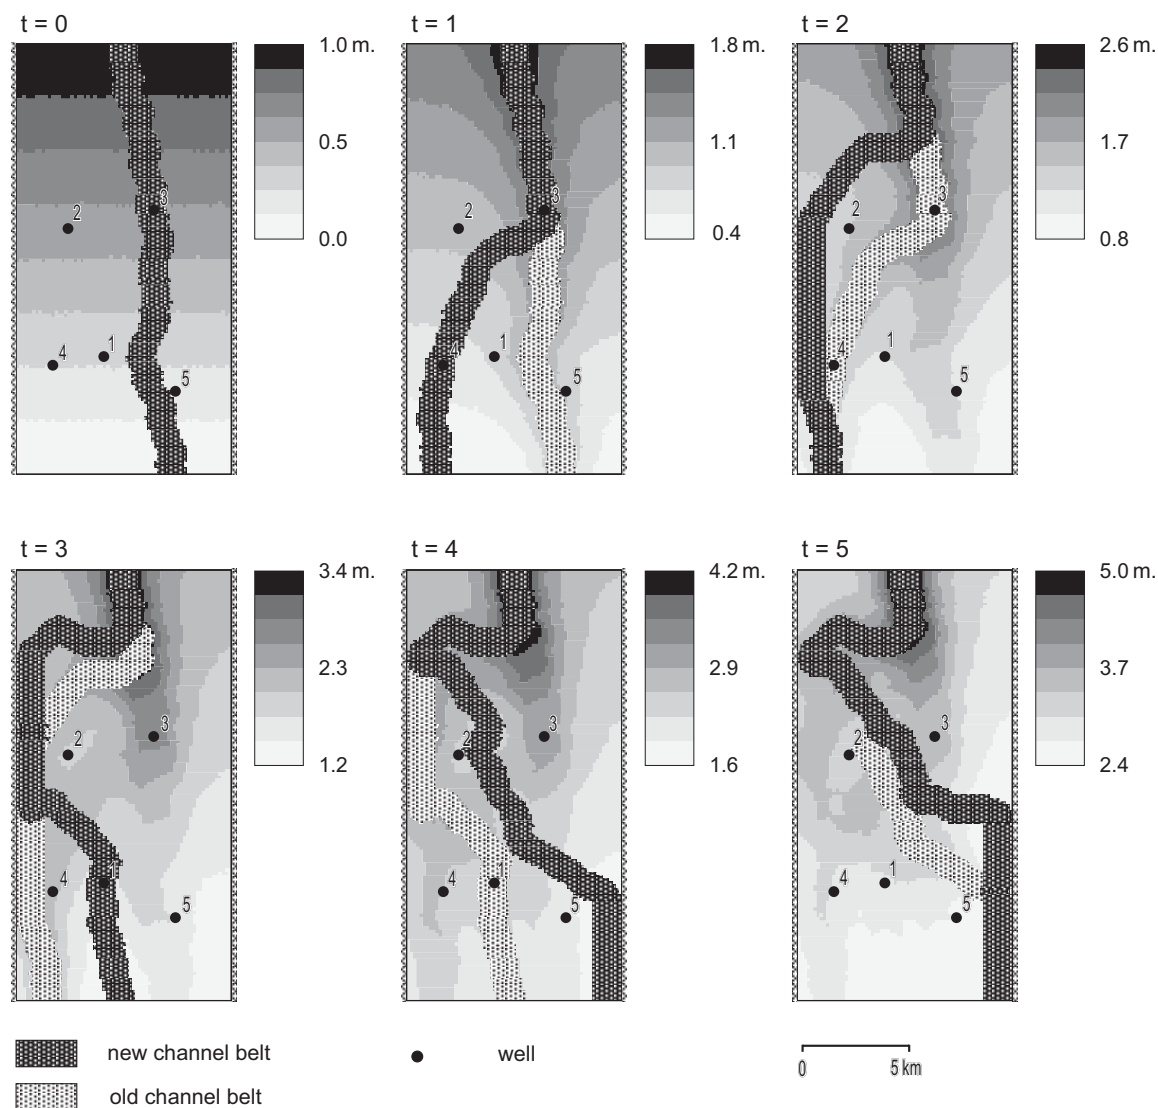 t = 0
1.0 m.
0.5
0.0
3
2
1
4
5
t = 1
1.8 m.
1.1
0.4
3
2
1
4
5
t = 2
2.6 m.
1.7
0.8
3
2
1
4
5
t = 3
3.4 m.
2.3
1.2
3
2
1
4
5
t = 4
4.2 m.
2.9
1.6
3
2
1
4
5
t = 5
5.0 m.
3.7
2.4
3
2
1
4
5
new channel belt
well
0 5 km
old channel belt